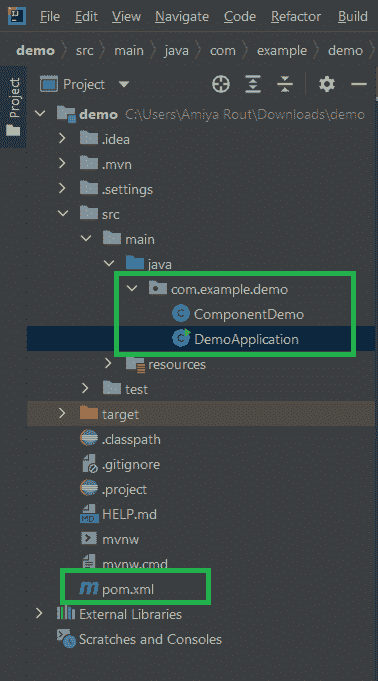 File Edit View Navigate Code Refactor Build
demo src main java com example demo
Project
Project
demo C:\Users\Amiya Rout\Downloads\demo
.idea
.mvn
.settings
src
main
java
com.example.demo
C ComponentDemo
C DemoApplication
resources
test
target
.classpath
.gitignore
.project
MD HELP.md
mvnw
mvnw.cmd
m pom.xml
External Libraries
Scratches and Consoles